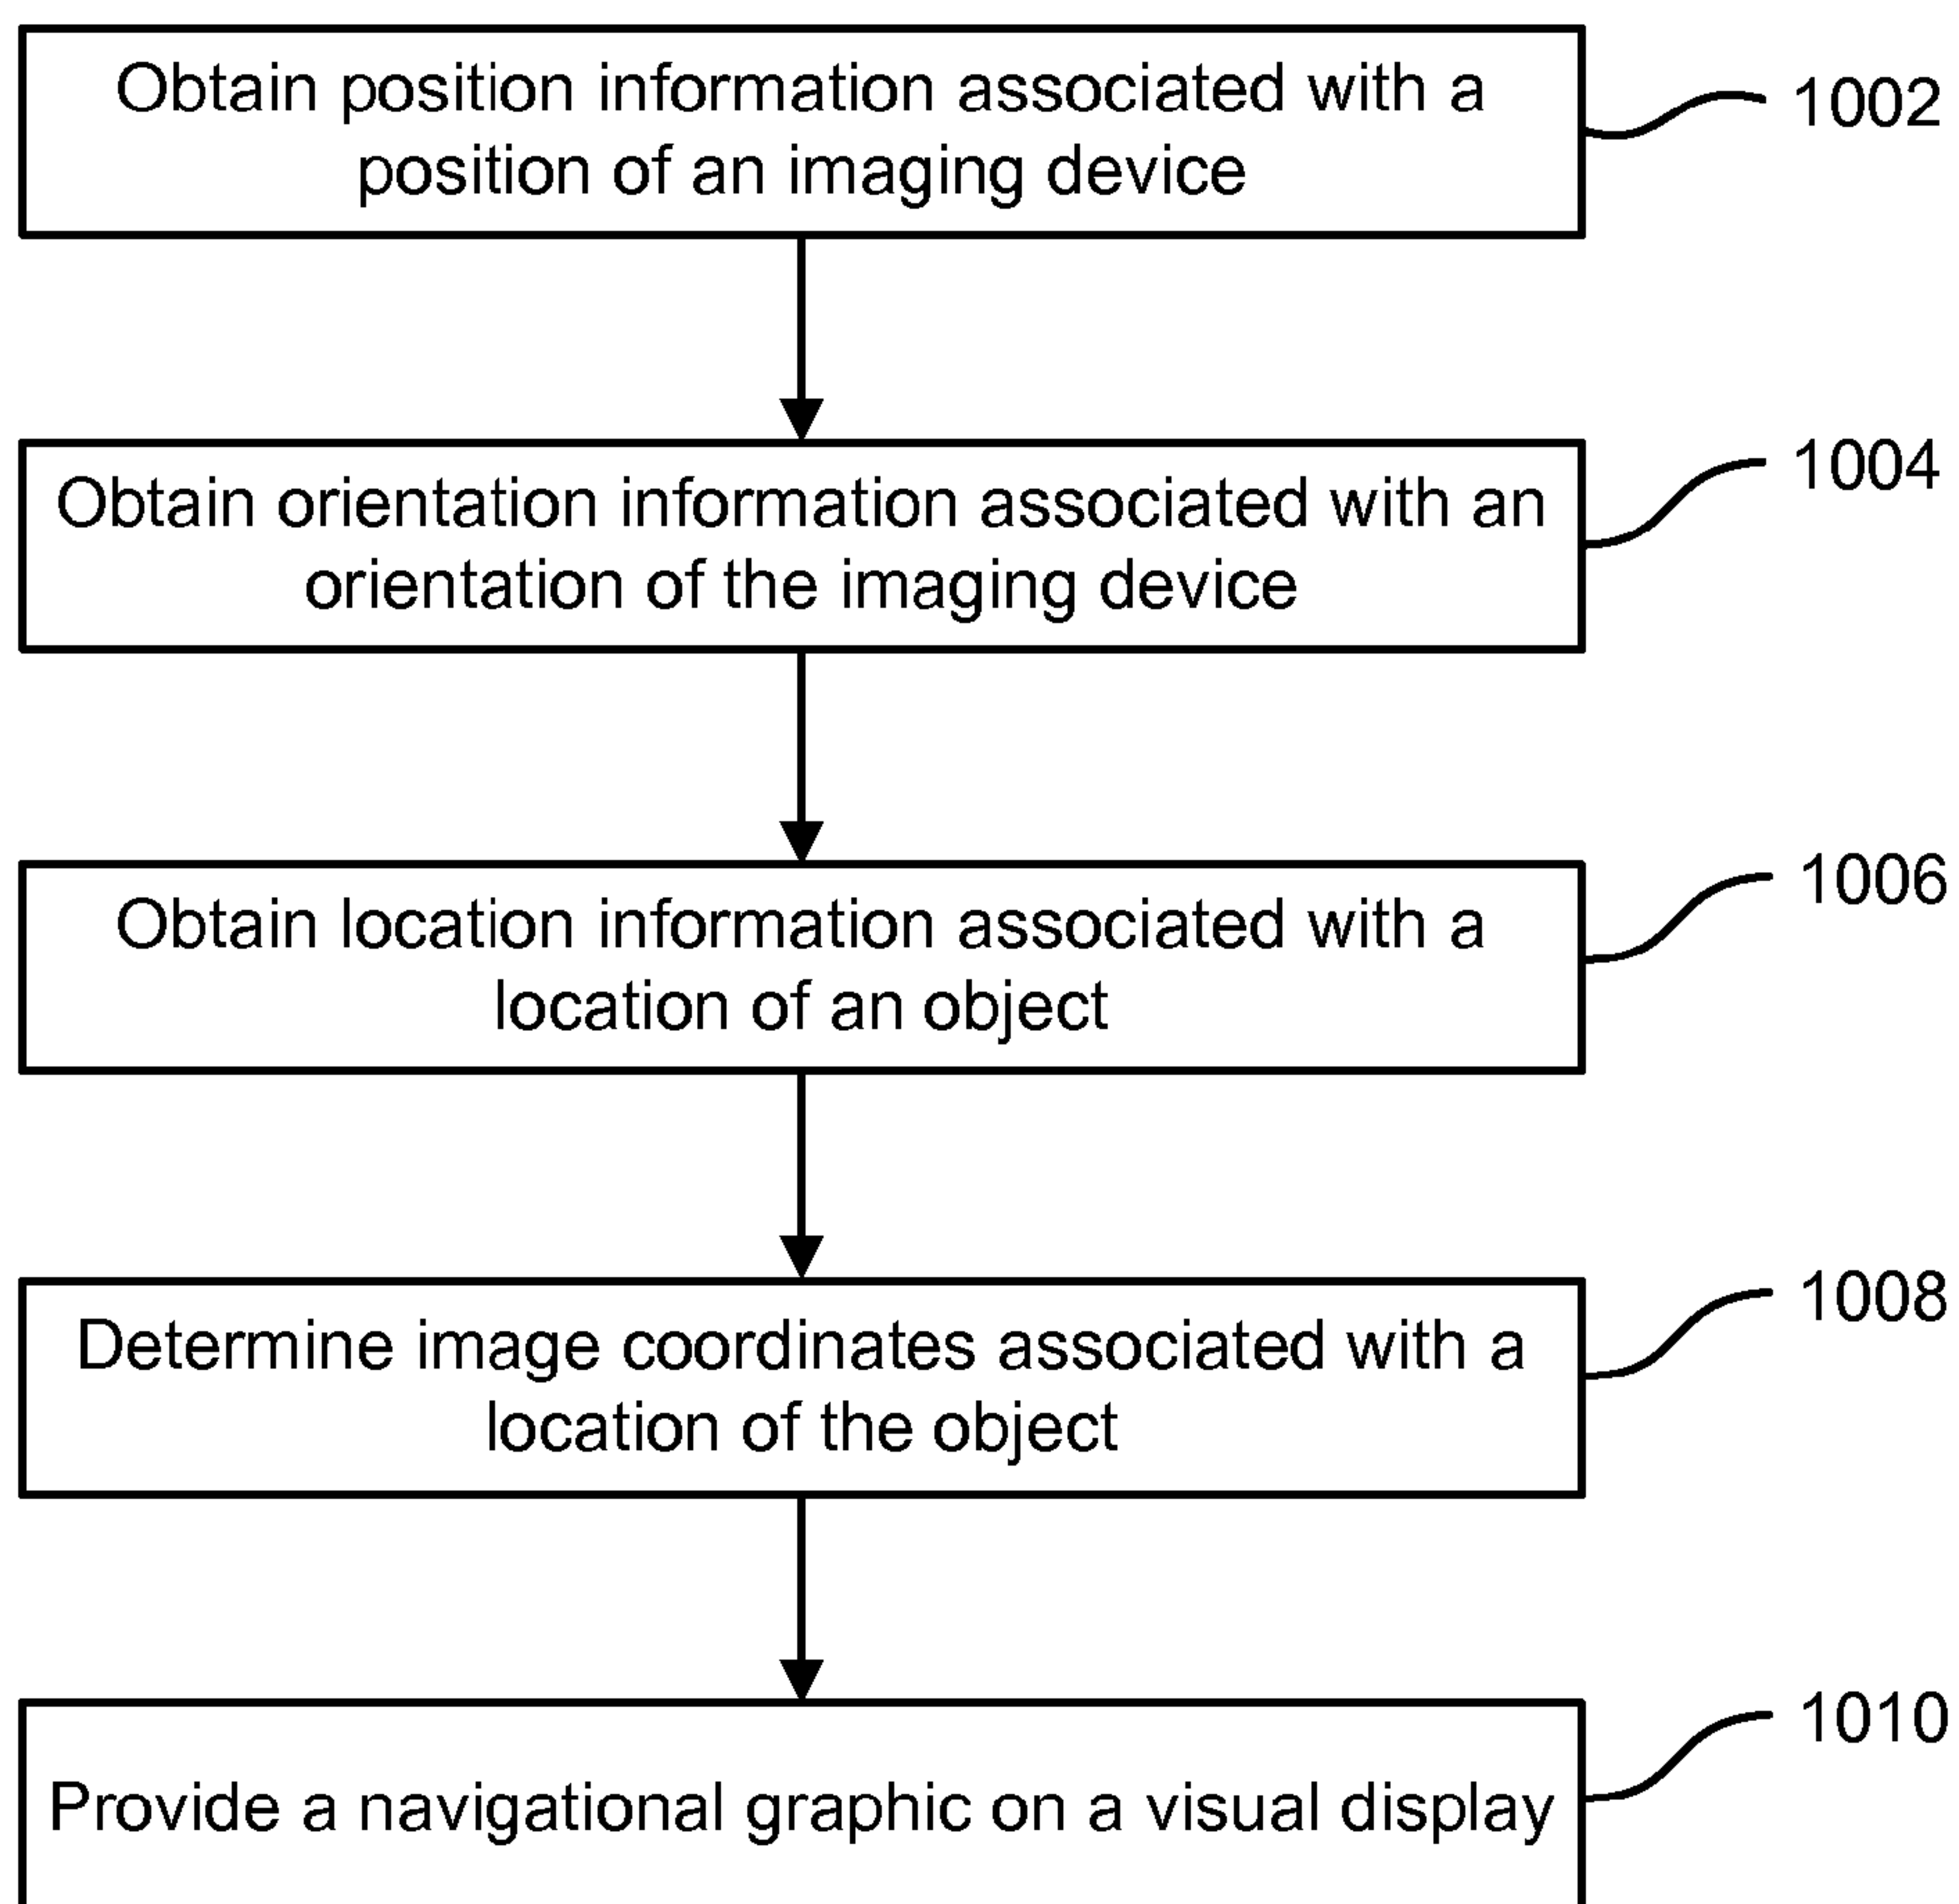 Obtain position information associated with a
position of an imaging device
1002
Obtain orientation information associated with an
orientation of the imaging device
1004
Obtain location information associated with a
location of an object
1006
Determine image coordinates associated with a
location of the object
1008
Provide a navigational graphic on a visual display
1010